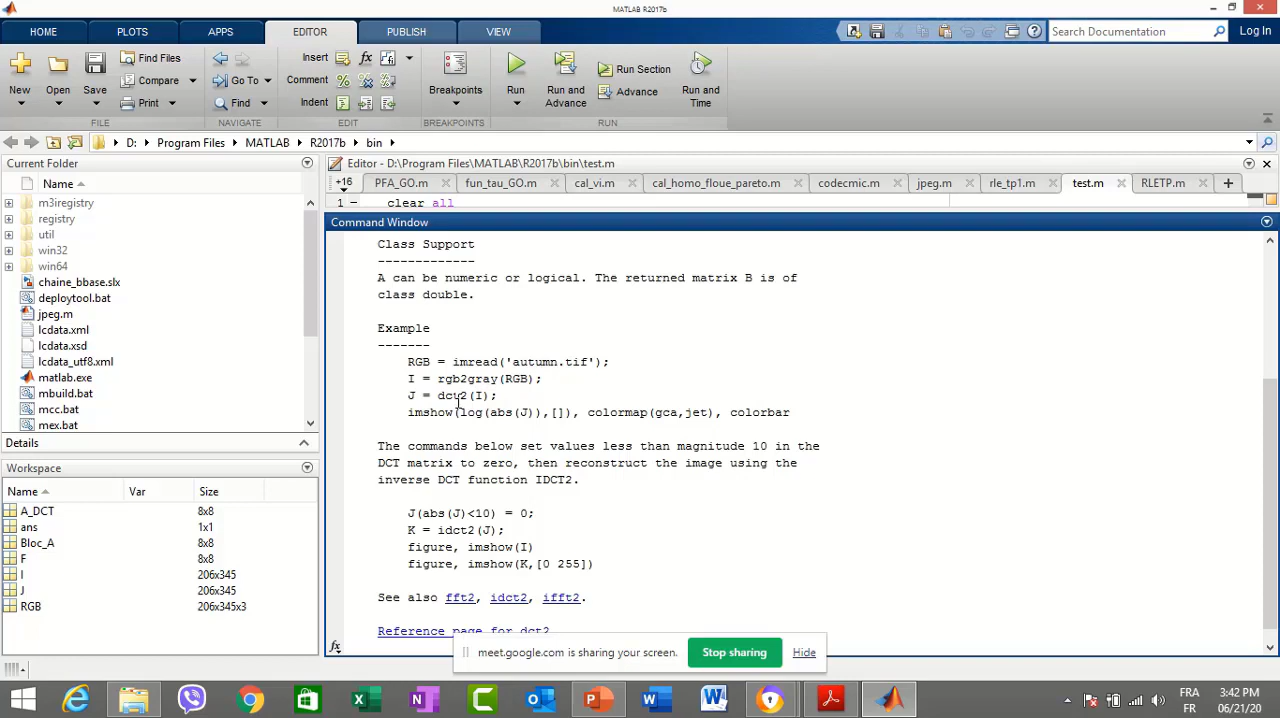 MATLAB R2017b
HOME PLOTS APPS EDITOR PUBLISH VIEW
Search Documentation Log In
New Open Save
Find Files
Compare
Print
Go To
Find
Insert fx
Comment
Indent
Breakpoints
Run
Run and Advance
Run Section
Advance
Run and Time
FILE NAVIGATE EDIT BREAKPOINTS RUN
D: Program Files MATLAB R2017b bin
Current Folder
Name
m3iregistry
registry
util
win32
win64
chaine_bbase.slx
deploytool.bat
jpeg.m
lcdata.xml
lcdata.xsd
lcdata_utf8.xml
matlab.exe
mbuild.bat
mcc.bat
mex.bat
Details
Workspace
Name Var Size
A_DCT 8x8
ans 1x1
Bloc_A 8x8
F 8x8
I 206x345
J 206x345
RGB 206x345x3
Editor - D:\Program Files\MATLAB\R2017b\bin\test.m
+16 PFA_GO.m fun_tau_GO.m cal_vi.m cal_homo_floue_pareto.m codecmic.m jpeg.m rle_tp1.m test.m RLETP.m
1 clear all
Command Window
Class Support
-------------
A can be numeric or logical. The returned matrix B is of
class double.
Example
-------
RGB = imread('autumn.tif');
I = rgb2gray(RGB);
J = dct2(I);
imshow(log(abs(J)),[]), colormap(gca,jet), colorbar
The commands below set values less than magnitude 10 in the
DCT matrix to zero, then reconstruct the image using the
inverse DCT function IDCT2.
J(abs(J)<10) = 0;
K = idct2(J);
figure, imshow(I)
figure, imshow(K,[0 255])
See also fft2, idct2, ifft2.
Reference page for dct2
fx
meet.google.com is sharing your screen. Stop sharing Hide
FR 3:42 PM
FR 06/21/20